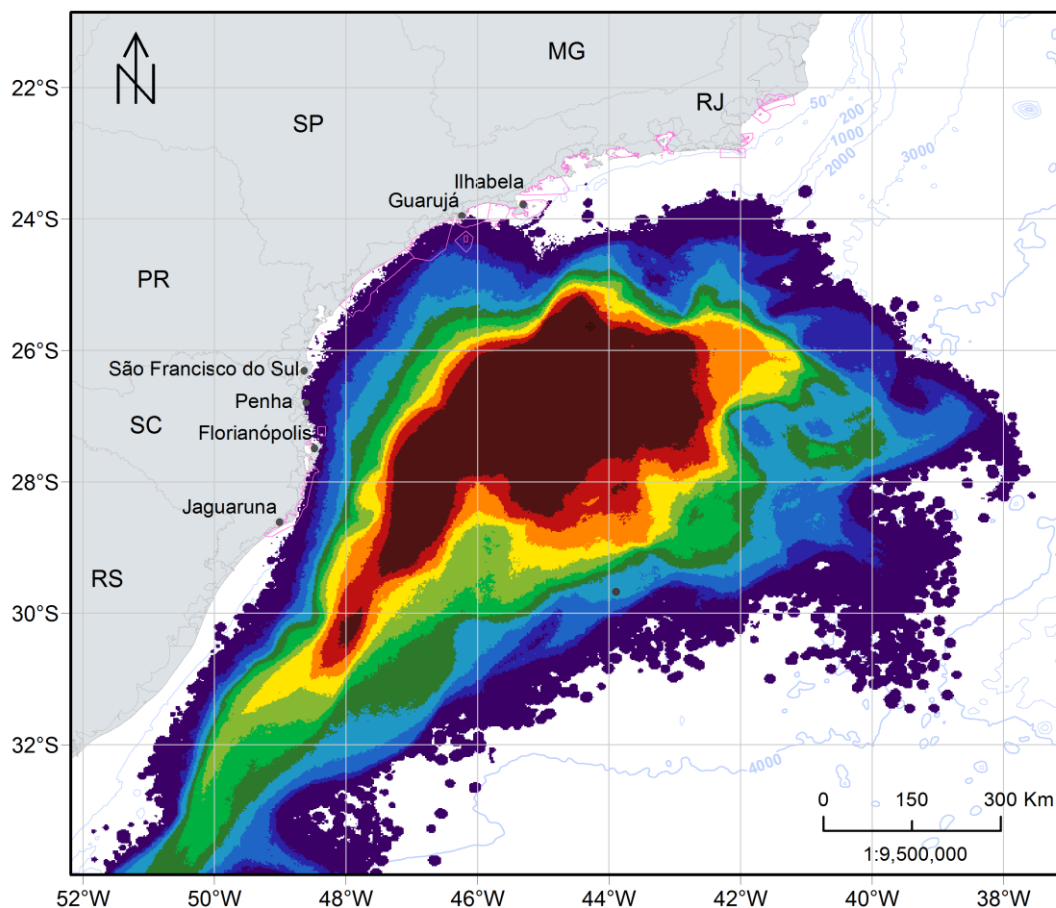 N
MG
RJ
SP
50
200
1000
2000
3000
22°S
Ilhabela
Guarujá
24°S
PR
26°S
São Francisco do Sul
Penha
SC
Florianópolis
28°S
Jaguaruna
RS
30°S
32°S
4000
0 150 300 Km
1:9,500,000
52°W 50°W 48°W 46°W 44°W 42°W 40°W 38°W